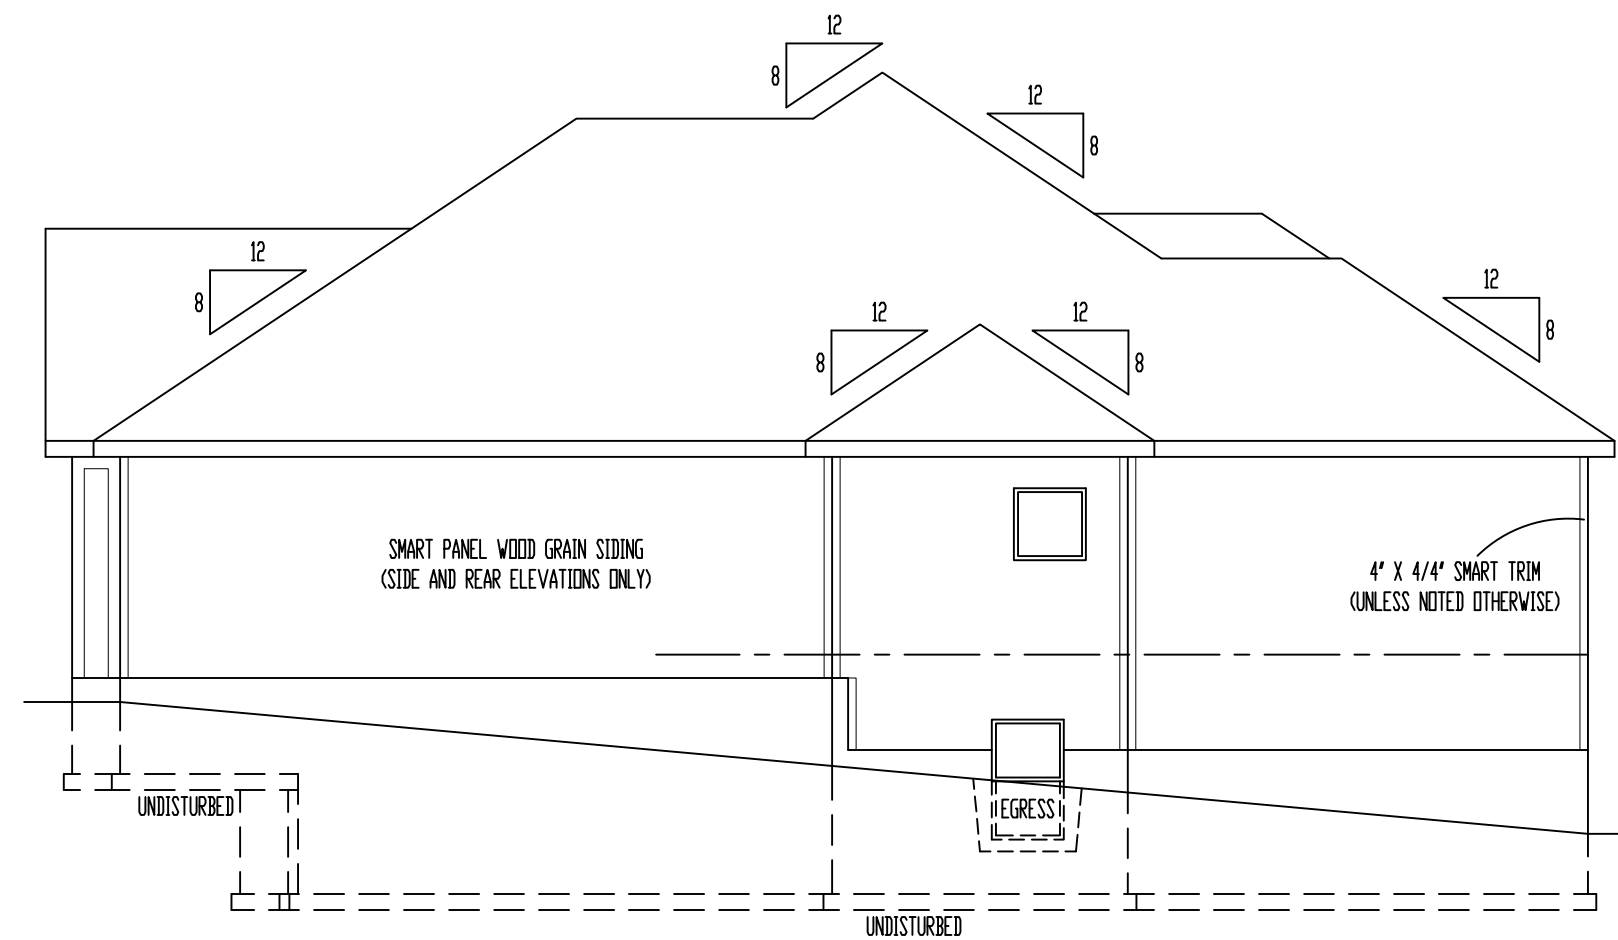 12
8
12
8
12
8
12
8
12
8
12
8
SMART PANEL WOOD GRAIN SIDING
(SIDE AND REAR ELEVATIONS ONLY)
4" X 4/4" SMART TRIM
(UNLESS NOTED OTHERWISE)
UNDISTURBED
EGRESS
UNDISTURBED